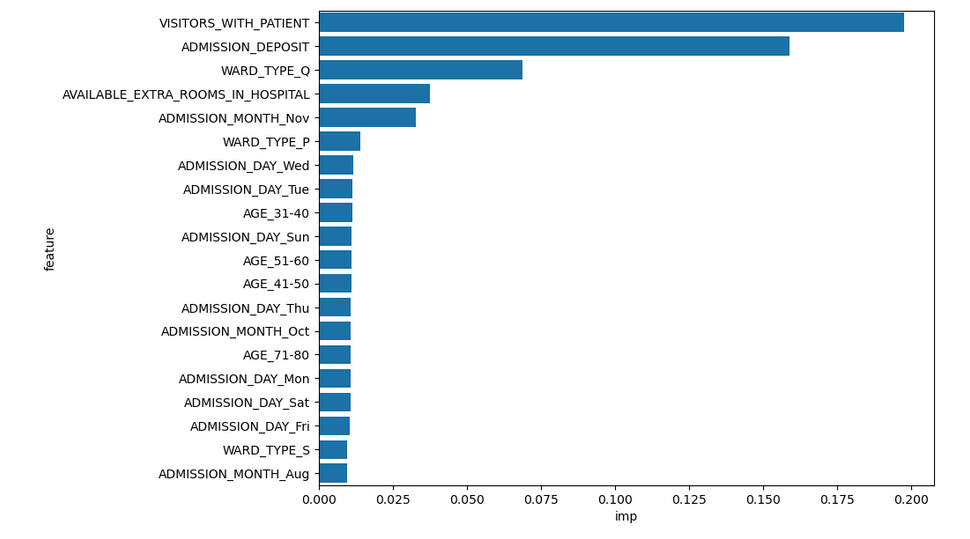 VISITORS_WITH_PATIENT
ADMISSION_DEPOSIT
WARD_TYPE_Q
AVAILABLE_EXTRA_ROOMS_IN_HOSPITAL
ADMISSION_MONTH_Nov
WARD_TYPE_P
ADMISSION_DAY_Wed
ADMISSION_DAY_Tue
AGE_31-40
ADMISSION_DAY_Sun
AGE_51-60
AGE_41-50
ADMISSION_DAY_Thu
ADMISSION_MONTH_Oct
AGE_71-80
ADMISSION_DAY_Mon
ADMISSION_DAY_Sat
ADMISSION_DAY_Fri
WARD_TYPE_S
ADMISSION_MONTH_Aug
feature
0.000 0.025 0.050 0.075 0.100 0.125 0.150 0.175 0.200
imp